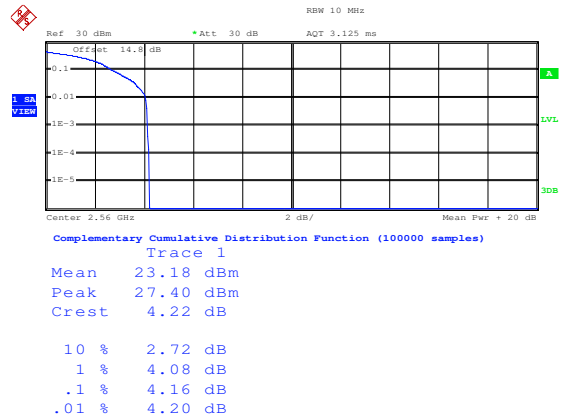 RBW 10 MHz
Ref 30 dBm *Att 30 dB AQT 3.125 ms
Offset 14.8 dB
0.1
A
0.01
1 SA
VIEW
1E-3
LVL
1E-4
1E-5
3DB
Center 2.56 GHz 2 dB/ Mean Pwr + 20 dB
Complementary Cumulative Distribution Function (100000 samples)
Trace 1
Mean 23.18 dBm
Peak 27.40 dBm
Crest 4.22 dB
10 % 2.72 dB
1 % 4.08 dB
.1 % 4.16 dB
.01 % 4.20 dB